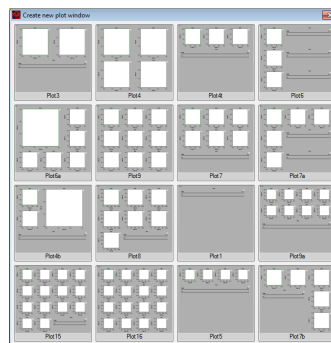 Create new plot window
Plot3 Plot4 Plot4t Plot6
Plot6a Plot9 Plot7 Plot7a
Plot4b Plot8 Plot1 Plot9a
Plot15 Plot16 Plot5 Plot7b